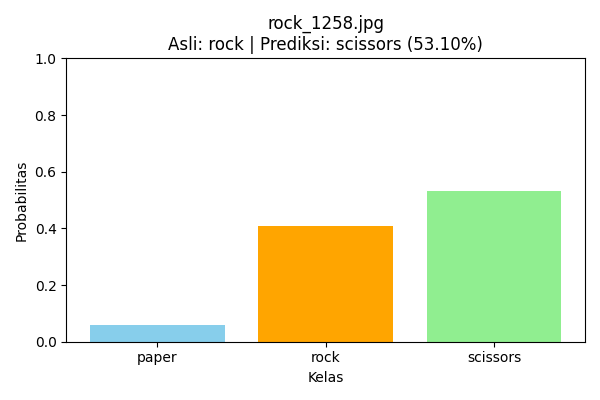 rock_1258.jpg
Asli: rock | Prediksi: scissors (53.10%)
1.0
0.8
0.6
0.4
0.2
0.0
Probabilitas
paper
rock
scissors
Kelas